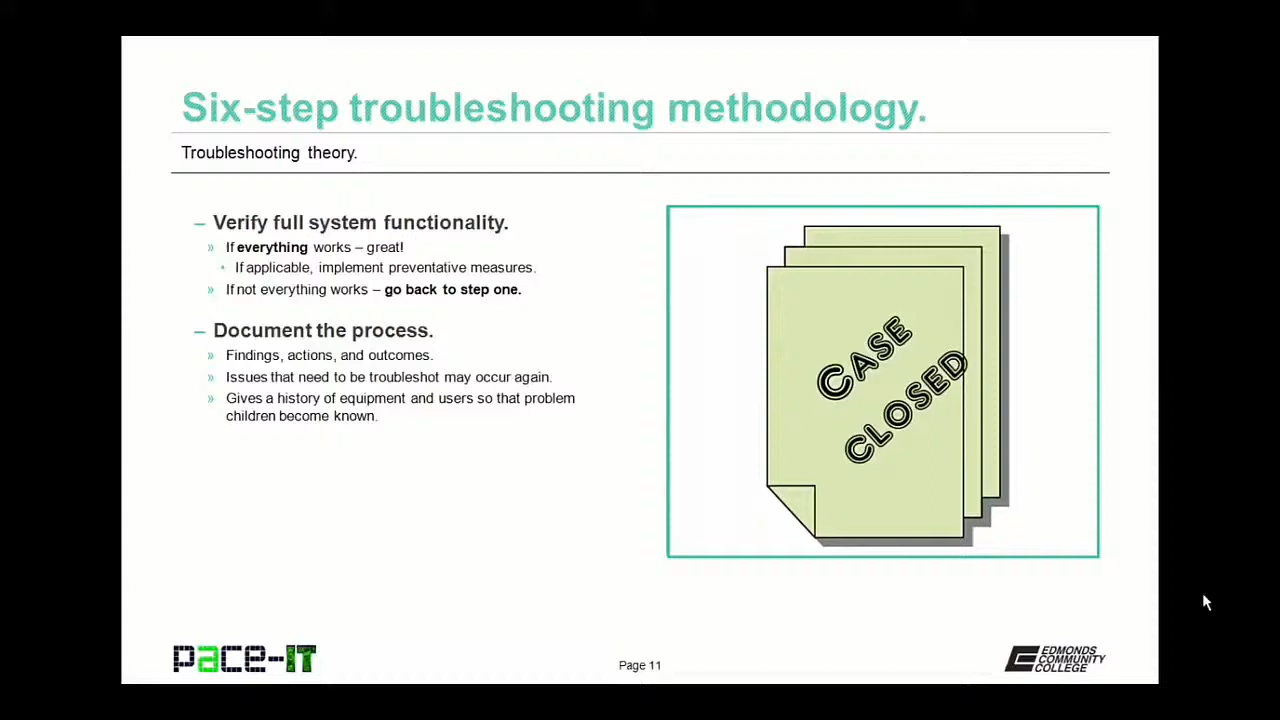 Six-step troubleshooting methodology.
Troubleshooting theory.
– Verify full system functionality.
» If everything works – great!
• If applicable, implement preventative measures.
» If not everything works – go back to step one.
– Document the process.
» Findings, actions, and outcomes.
» Issues that need to be troubleshot may occur again.
» Gives a history of equipment and users so that problem
children become known.
CASE
CLOSED
pace-IT
Page 11
EDMONDS
COMMUNITY
COLLEGE